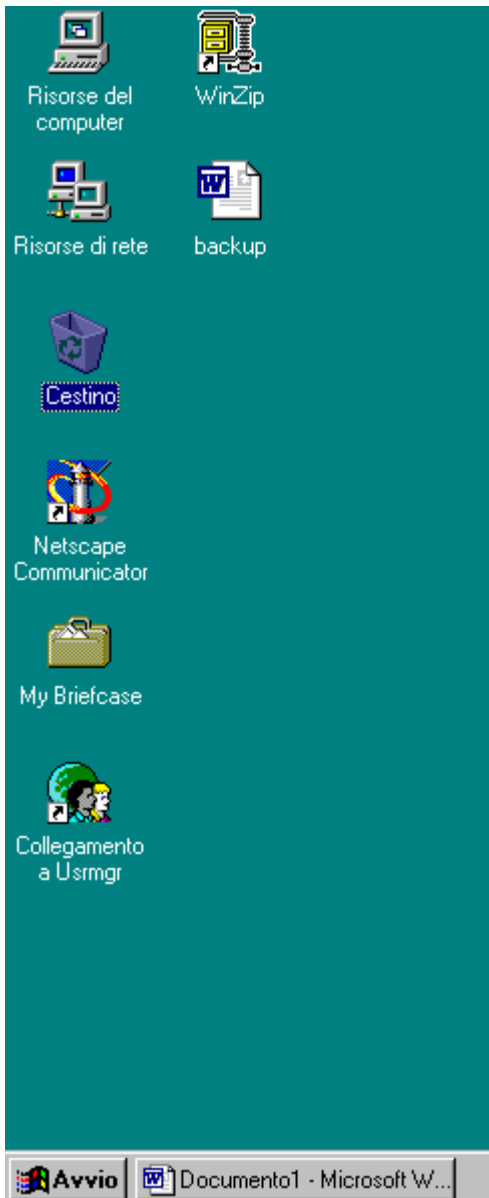 Risorse del
computer
WinZip
Risorse di rete
backup
Cestino
Netscape
Communicator
My Briefcase
Collegamento
a Usrmgr
Avvio
Documento1 - Microsoft W...